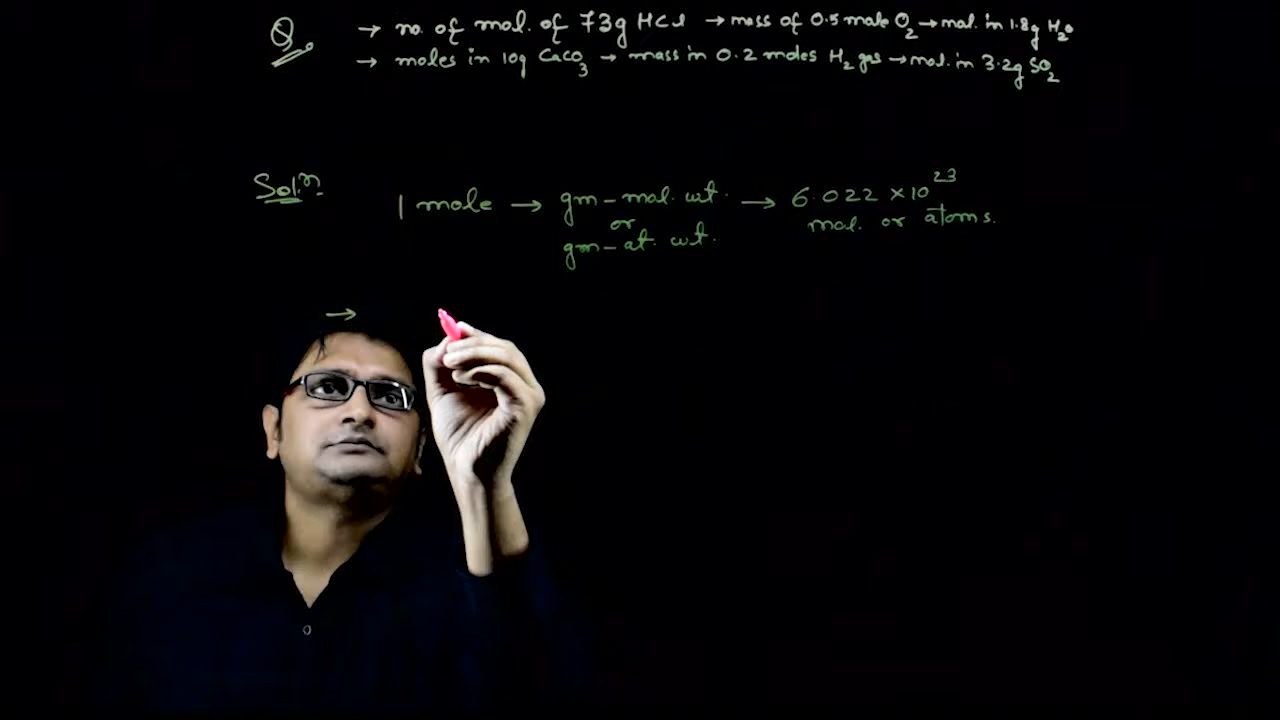 Q. → no. of mol. of 73g HCl → mass of 0.5 mole O2 → mol. in 1.8g H2O
→ moles in 10g CaCO3 → mass in 0.2 moles H2 gas → mol. in 3.2g SO2
Solⁿ. 1 mole → gm-mol. wt. → 6.022 × 10²³
or mol. or atoms.
gm-at. wt.
→